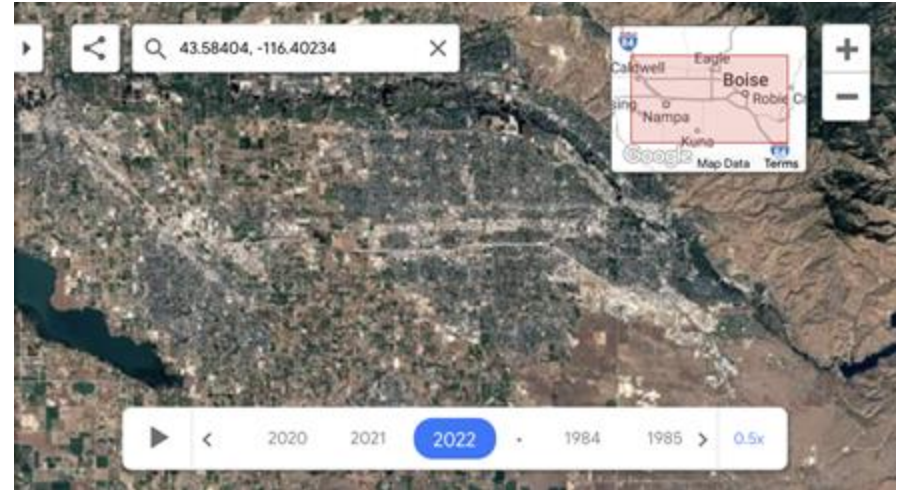 43.58404, -116.40234
84
Eagle
Caldwell
Boise
Robie C
sing
Nampa
Kuna
84
Google
Map Data Terms
2020 2021 2022 1984 1985 0.5x